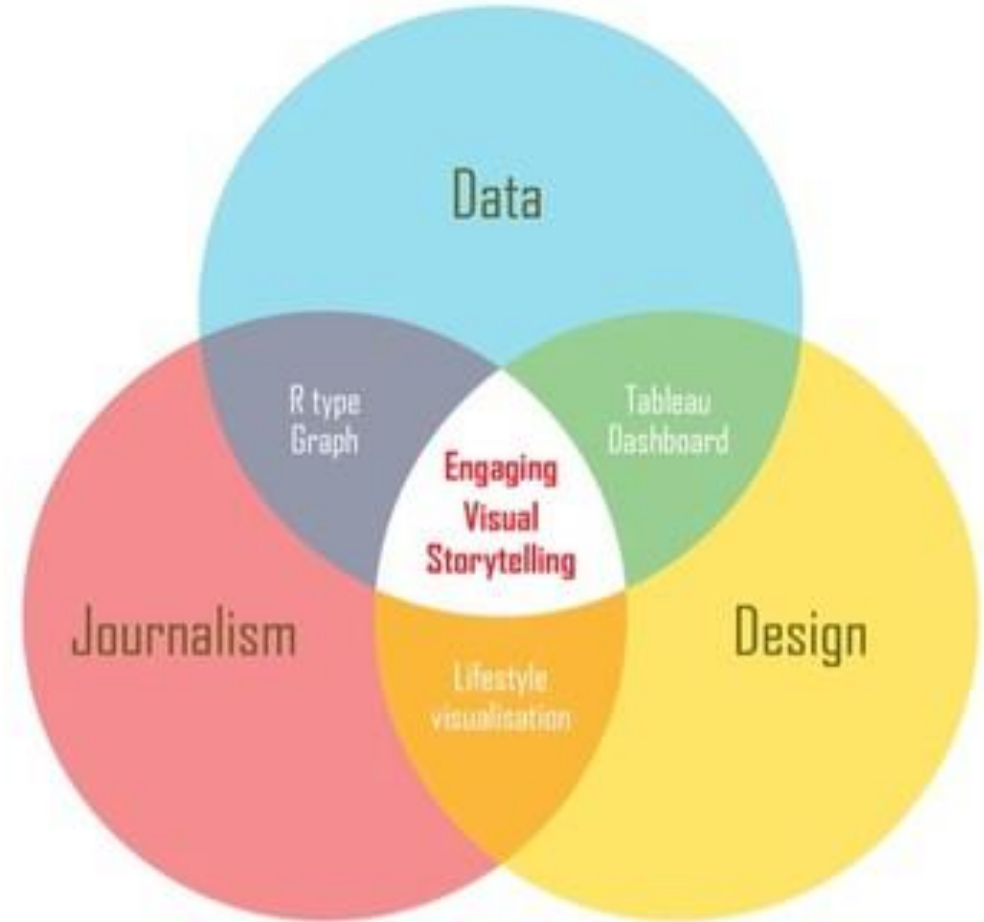 Data
R type
Graph
Tableau
Dashboard
Engaging
Visual
Storytelling
Journalism
Design
Lifestyle
visualisation